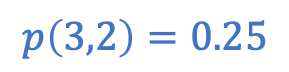 p(3,2) = 0.25